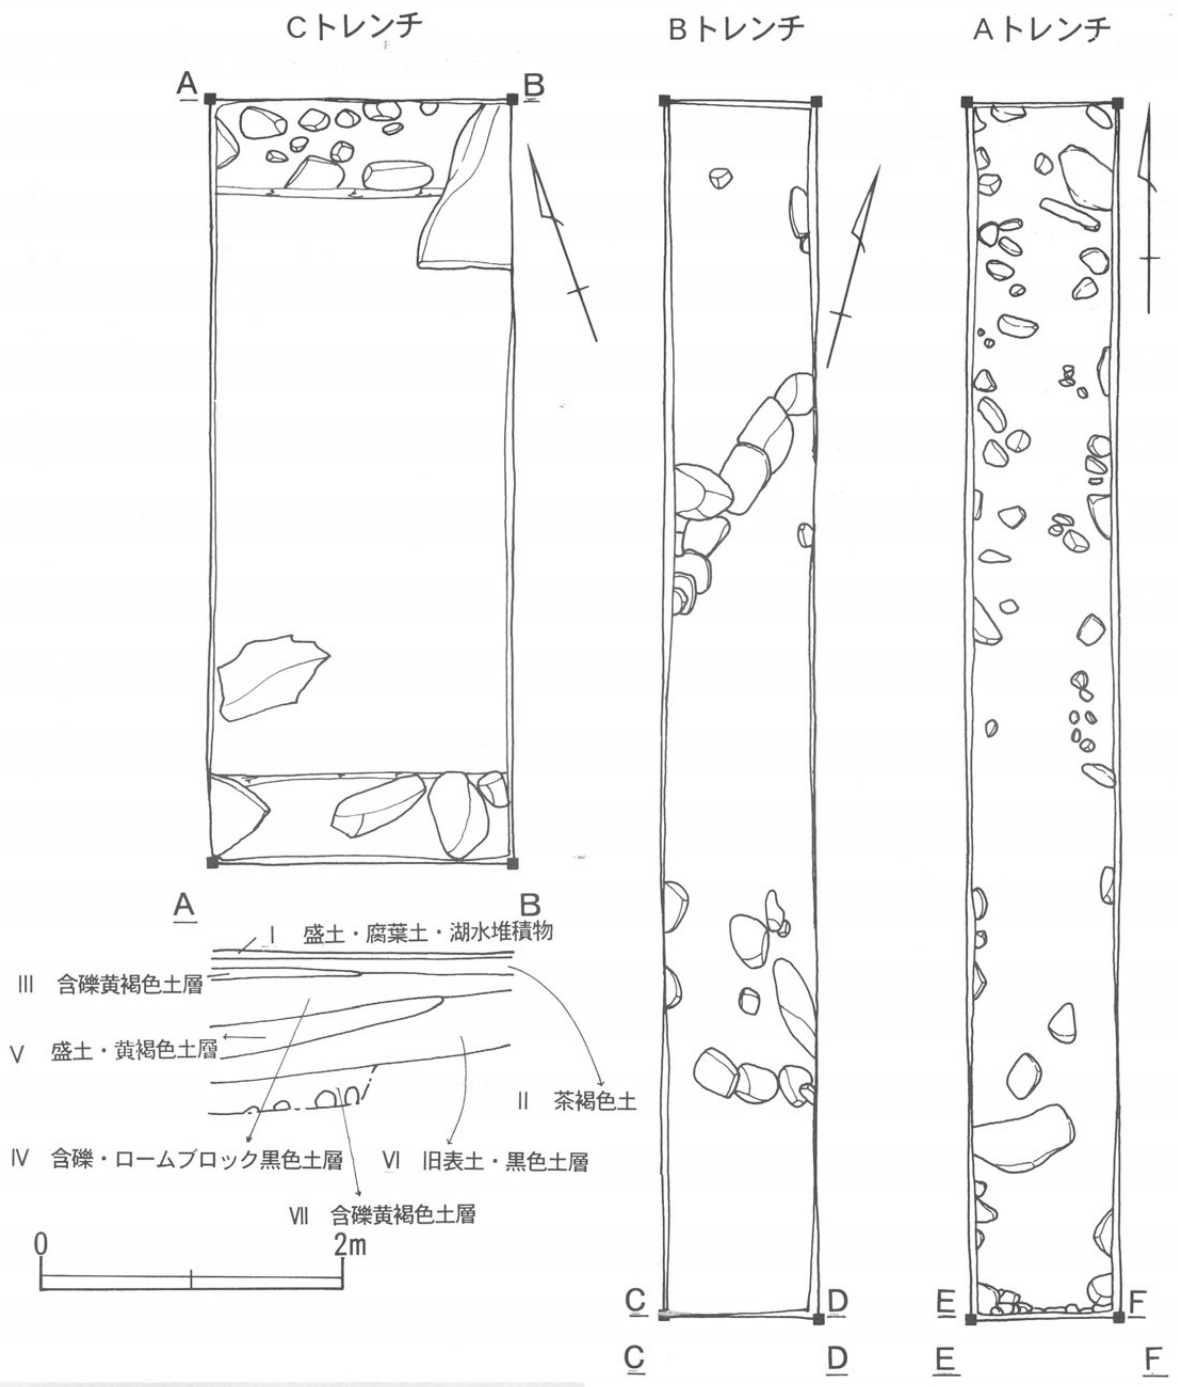 Cトレンチ
Bトレンチ
Aトレンチ
A
B
A
B
I 盛土・腐葉土・湖水堆積物
III 含礫黄褐色土層
V 盛土・黄褐色土層
II 茶褐色土
IV 含礫・ロームブロック黒色土層
VI 旧表土・黒色土層
VII 含礫黄褐色土層
0
2m
C
D
E
F
C
D
E
F